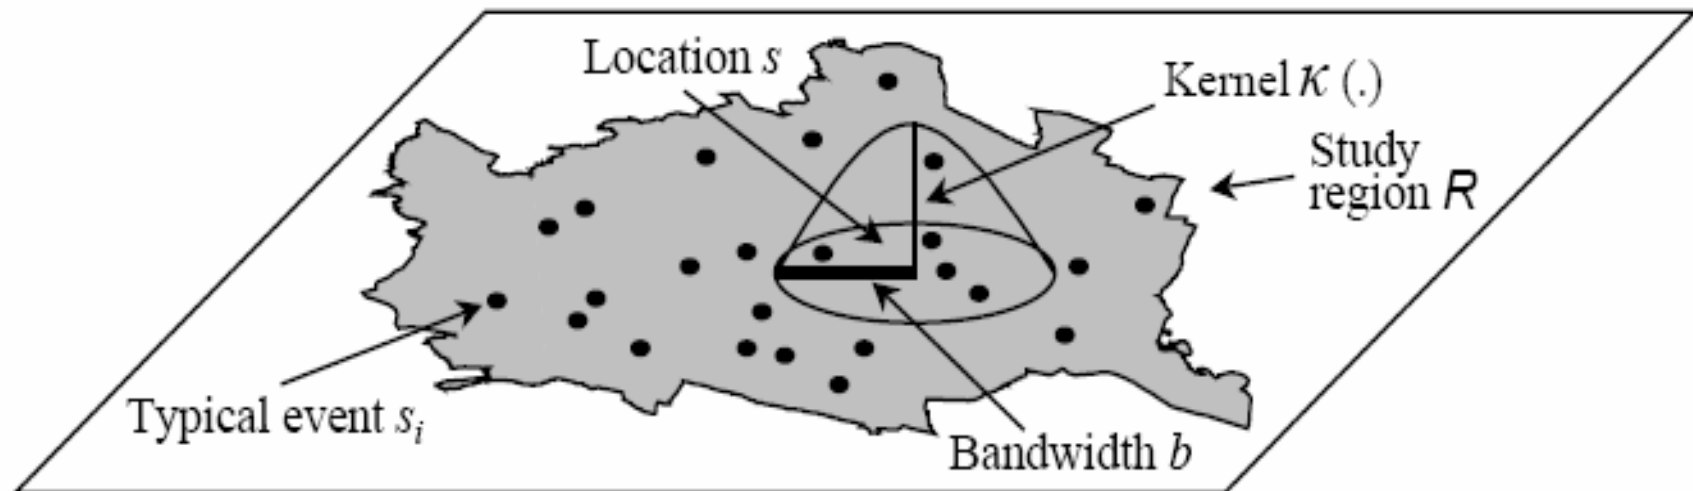 Location s
Kernel κ (.)
Study
region R
Typical event sᵢ
Bandwidth b